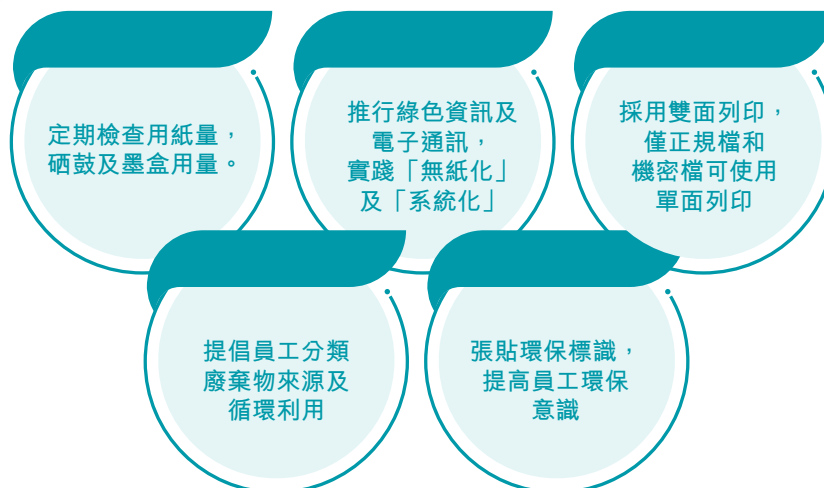 定期檢查用紙量，
硒鼓及墨盒用量。
推行綠色資訊及
電子通訊，
實踐「無紙化」
及「系統化」
採用雙面列印，
僅正規檔和
機密檔可使用
單面列印
提倡員工分類
廢棄物來源及
循環利用
張貼環保標識，
提高員工環保
意識